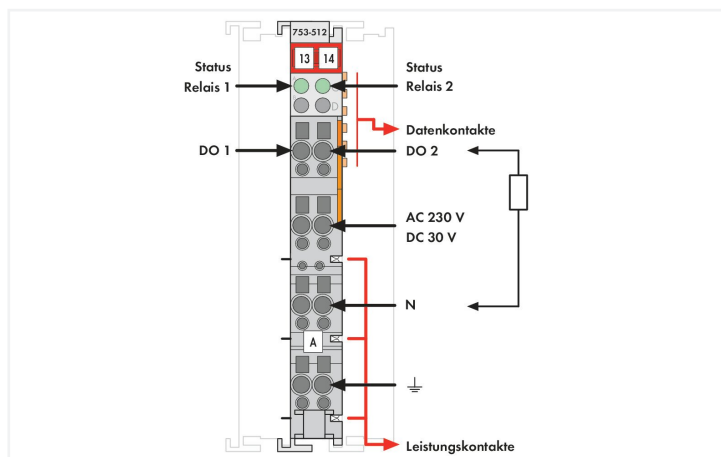 753-512
13 14
Status
Relais 1
Status
Relais 2
Datenkontakte
DO 1
DO 2
AC 230 V
DC 30 V
N
A
Leistungskontakte